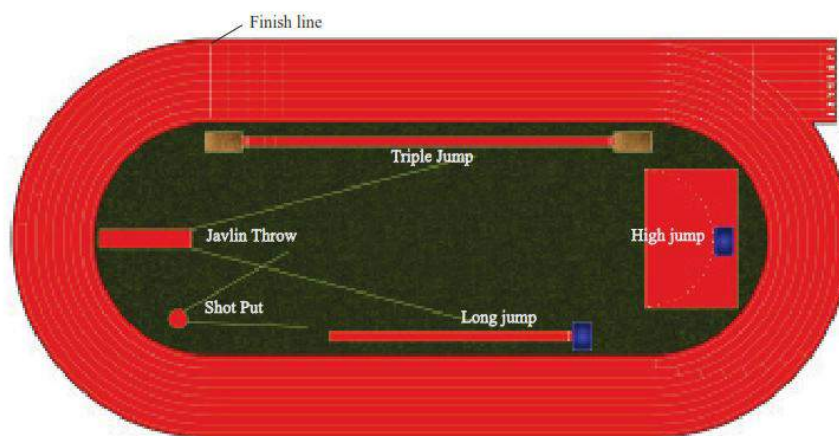 Finish line
Triple Jump
Javlin Throw
High jump
Shot Put
Long jump